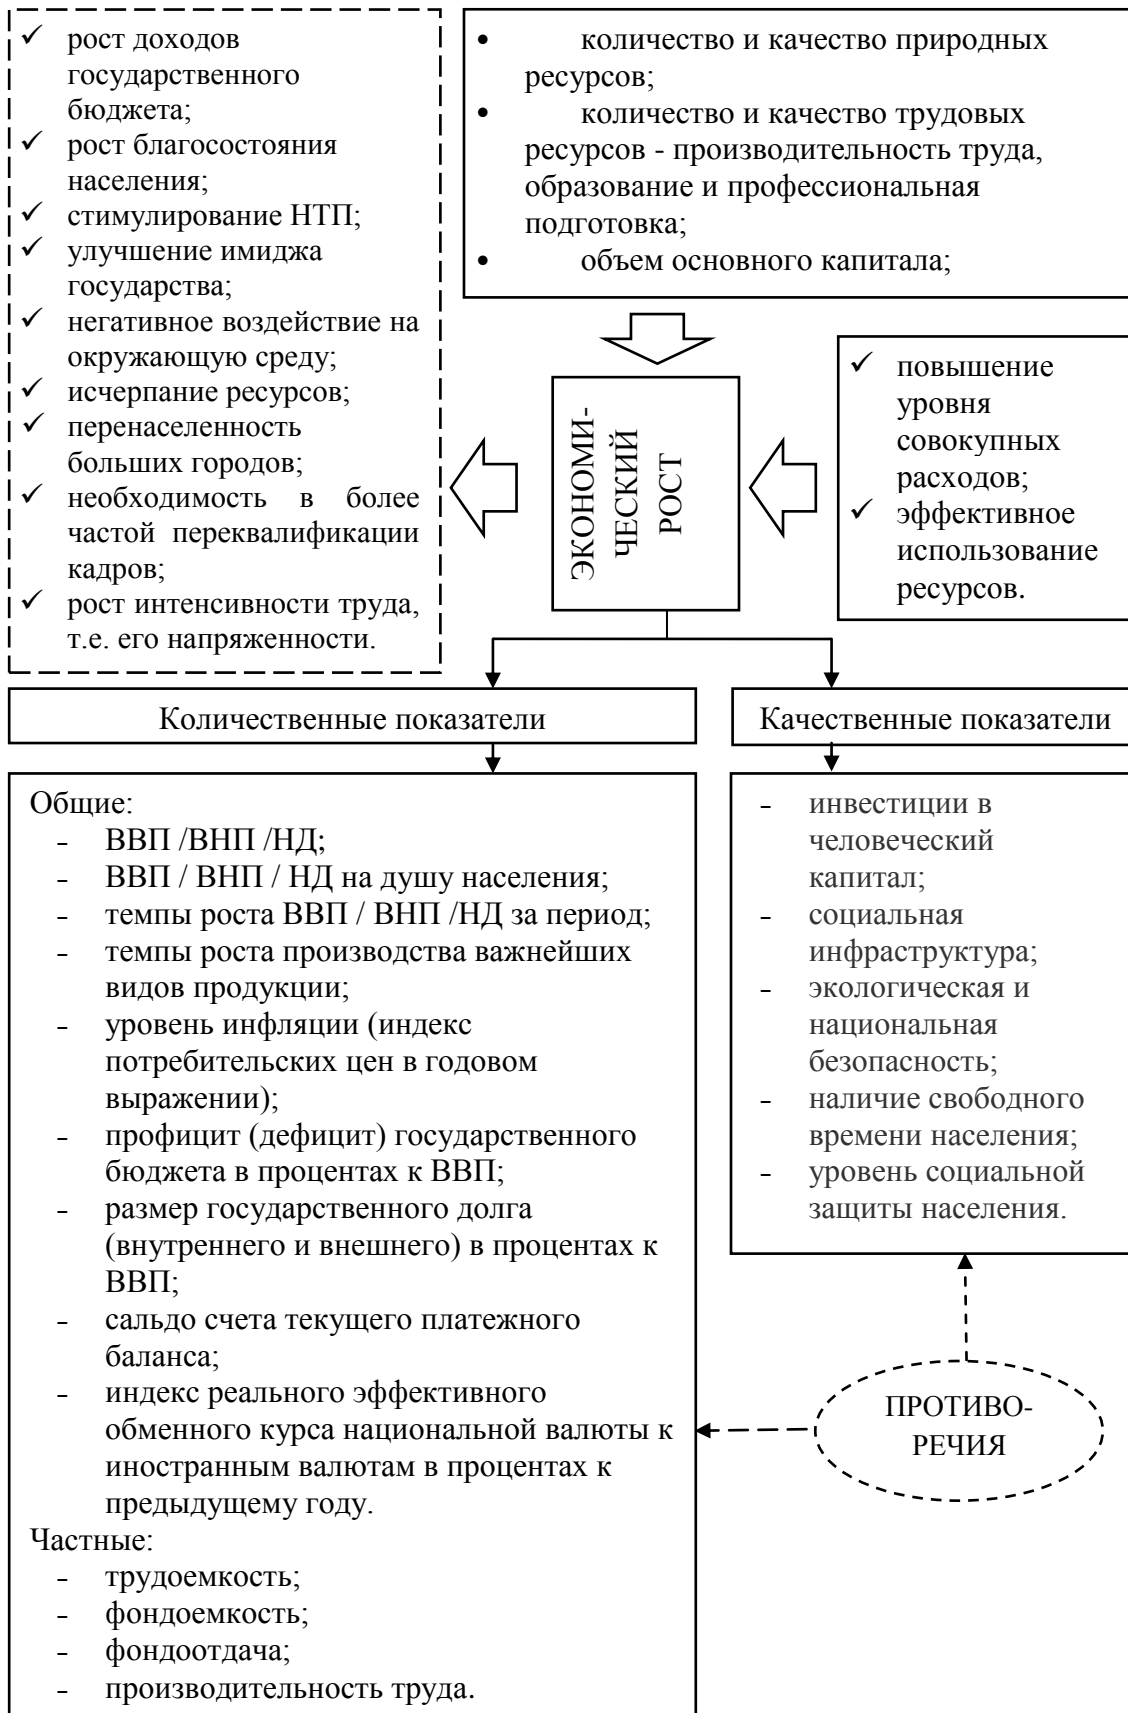 ✓ рост доходов
государственного
бюджета;
✓ рост благосостояния
населения;
✓ стимулирование НТП;
✓ улучшение имиджа
государства;
✓ негативное воздействие на
окружающую среду;
✓ исчерпание ресурсов;
✓ перенаселенность
больших городов;
✓ необходимость в более
частой переквалификации
кадров;
✓ рост интенсивности труда,
т.е. его напряженности.
• количество и качество природных
ресурсов;
• количество и качество трудовых
ресурсов - производительность труда,
образование и профессиональная
подготовка;
• объем основного капитала;
ЭКОНОМИ-
ЧЕСКИЙ
РОСТ
✓ повышение
уровня
совокупных
расходов;
✓ эффективное
использование
ресурсов.
Количественные показатели
Качественные показатели
Общие:
- ВВП /ВНП /НД;
- ВВП / ВНП / НД на душу населения;
- темпы роста ВВП / ВНП /НД за период;
- темпы роста производства важнейших
видов продукции;
- уровень инфляции (индекс
потребительских цен в годовом
выражении);
- профицит (дефицит) государственного
бюджета в процентах к ВВП;
- размер государственного долга
(внутреннего и внешнего) в процентах к
ВВП;
- сальдо счета текущего платежного
баланса;
- индекс реального эффективного
обменного курса национальной валюты к
иностранным валютам в процентах к
предыдущему году.
Частные:
- трудоемкость;
- фондоемкость;
- фондоотдача;
- производительность труда.
- инвестиции в
человеческий
капитал;
- социальная
инфраструктура;
- экологическая и
национальная
безопасность;
- наличие свободного
времени населения;
- уровень социальной
защиты населения.
ПРОТИВО-
РЕЧИЯ